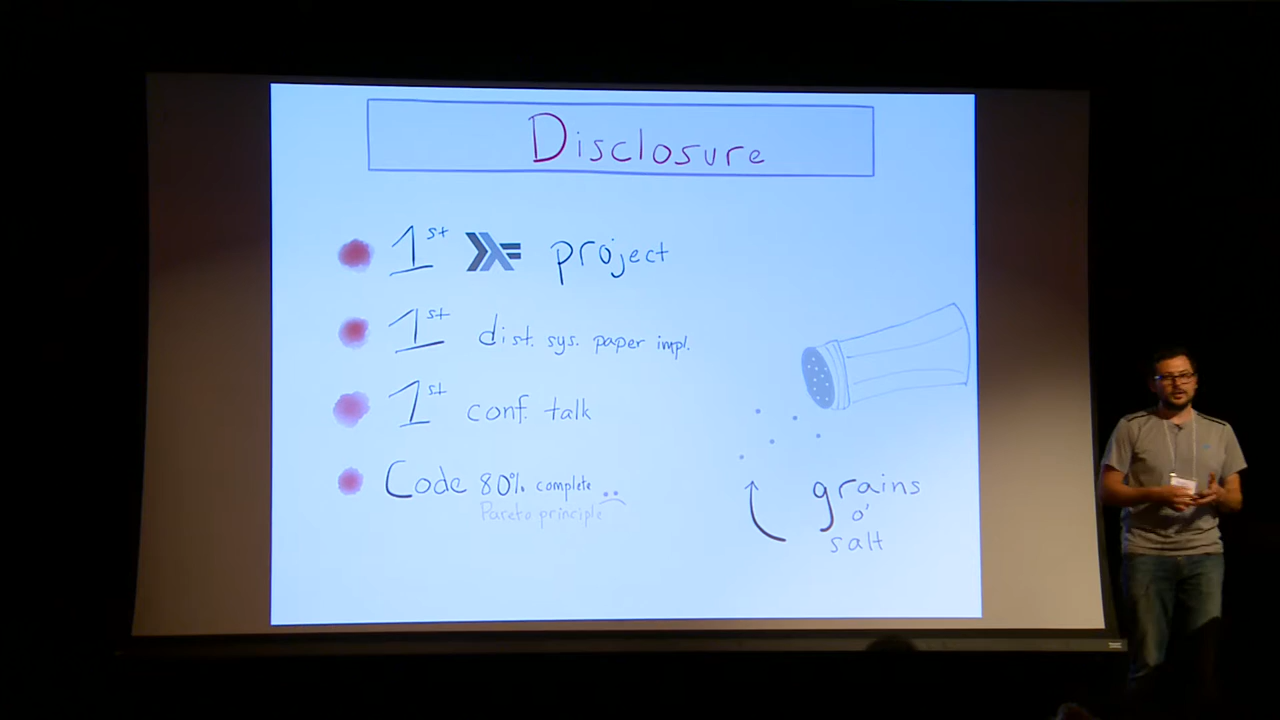 Disclosure
1st project
1st dist. sys. paper impl.
1st conf. talk
Code 80% complete
Pareto principle
grains
o'
salt